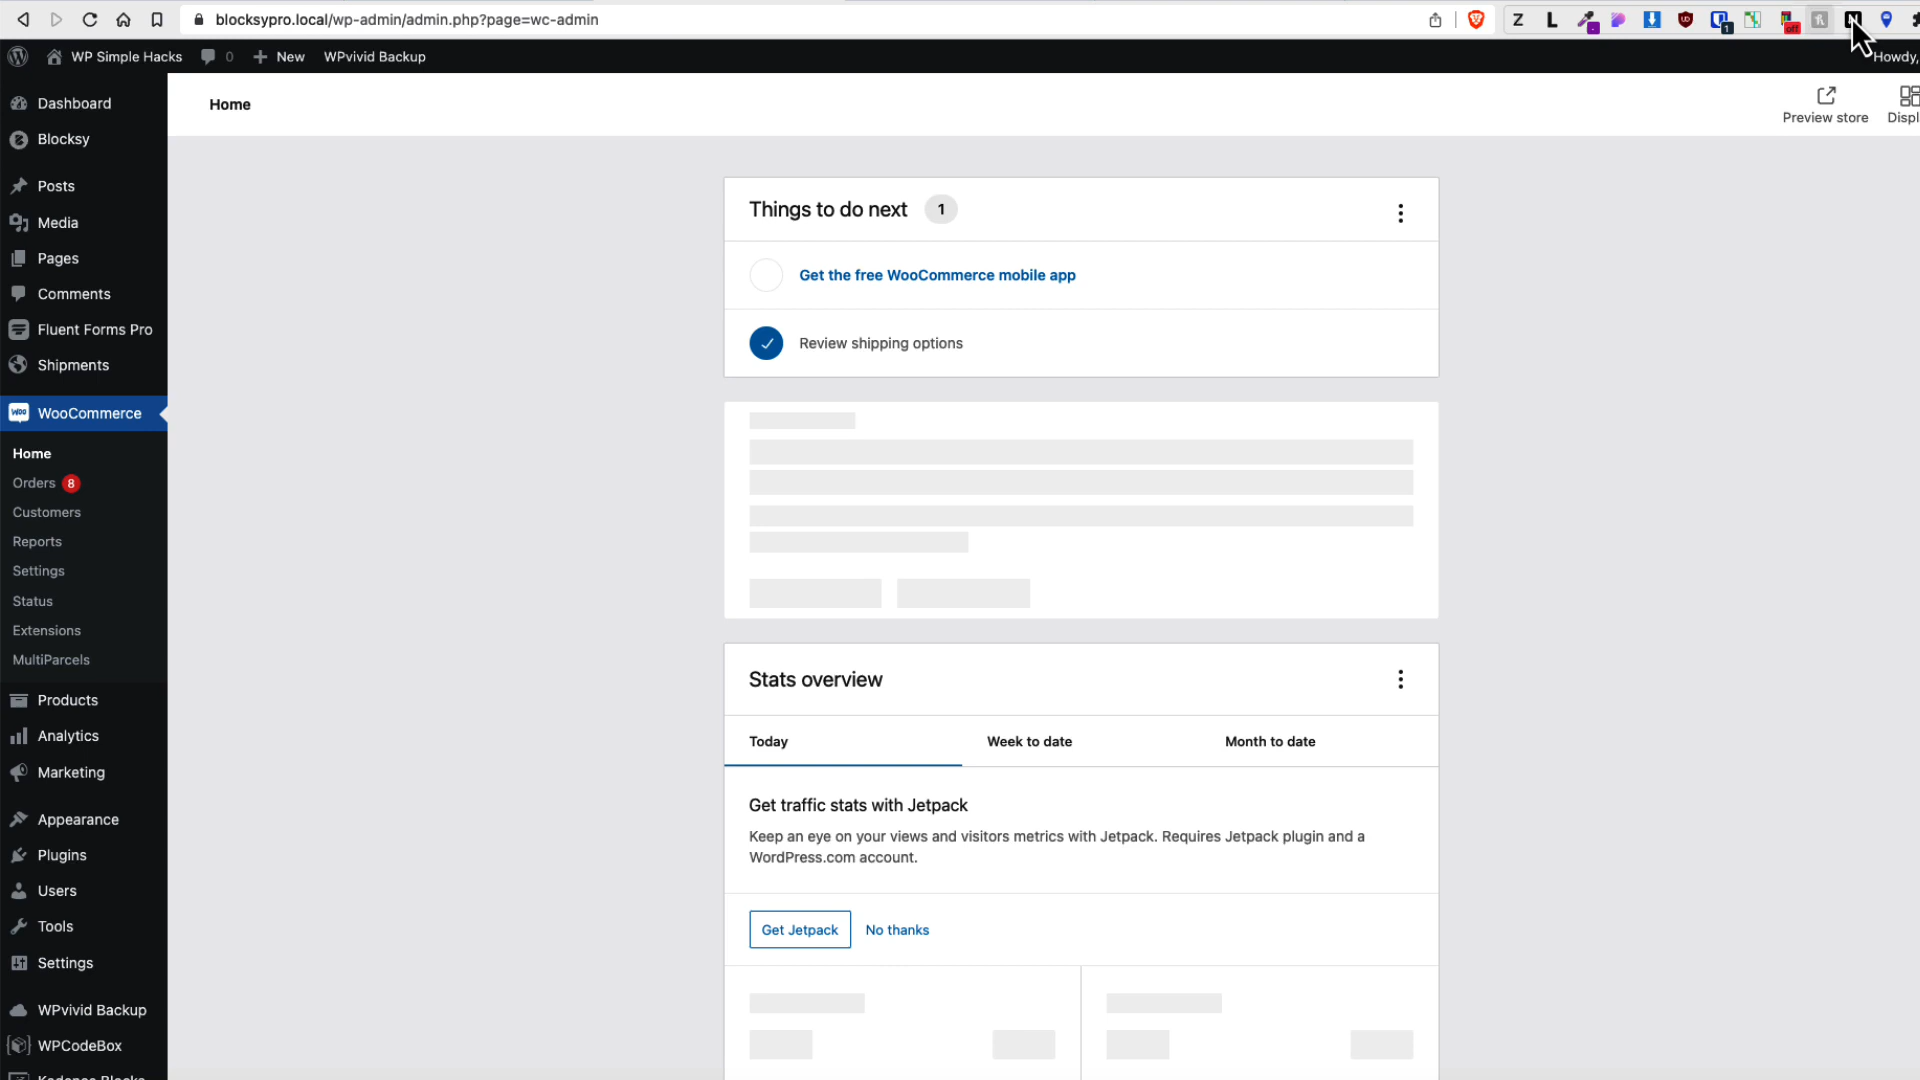 blocksypro.local/wp-admin/admin.php?page=wc-admin
Z
L
1
off
WP Simple Hacks
0
New
WPvivid Backup
Howdy,
Dashboard
Blocksy
Posts
Media
Pages
Comments
Fluent Forms Pro
Shipments
WooCommerce
Home
Orders 8
Customers
Reports
Settings
Status
Extensions
MultiParcels
Products
Analytics
Marketing
Appearance
Plugins
Users
Tools
Settings
WPvivid Backup
WPCodeBox
Kadence Blocks
Home
Preview store
Displ
Things to do next 1
Get the free WooCommerce mobile app
Review shipping options
Stats overview
Today
Week to date
Month to date
Get traffic stats with Jetpack
Keep an eye on your views and visitors metrics with Jetpack. Requires Jetpack plugin and a
WordPress.com account.
Get Jetpack
No thanks